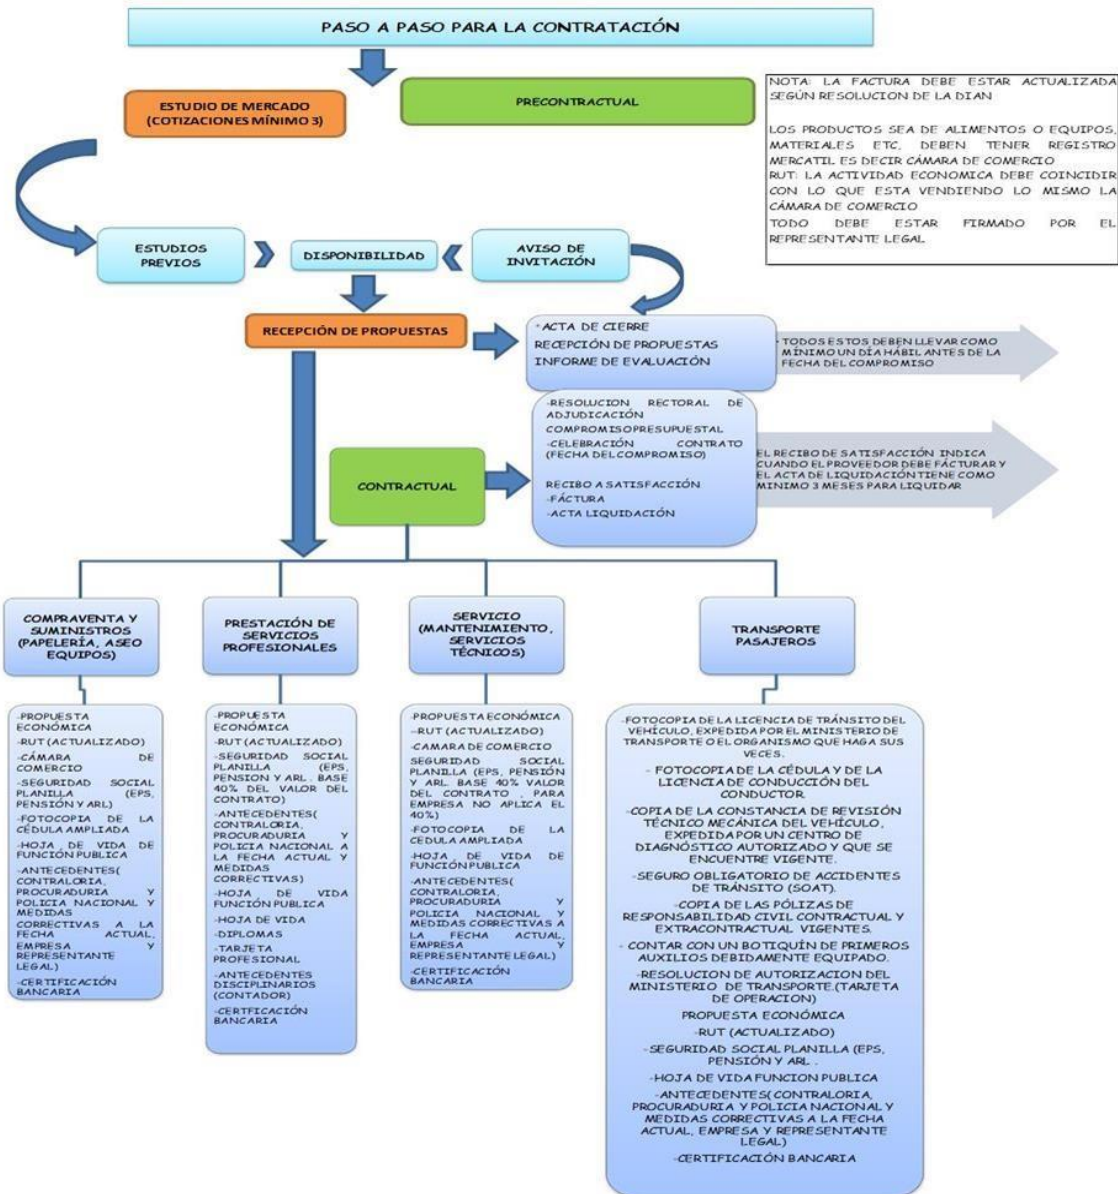 PASO A PASO PARA LA CONTRATACIÓN
ESTUDIO DE MERCADO
(COTIZACIONES MÍNIMO 3)
PRECONTRACTUAL
NOTA: LA FACTURA DEBE ESTAR ACTUALIZADA
SEGÚN RESOLUCION DE LA DIAN
LOS PRODUCTOS SEA DE ALIMENTOS O EQUIPOS,
MATERIALES ETC, DEBEN TENER REGISTRO
MERCATIL ES DECIR CÁMARA DE COMERCIO
RUT: LA ACTIVIDAD ECONOMICA DEBE COINCIDIR
CON LO QUE ESTA VENDIENDO LO MISMO LA
CÁMARA DE COMERCIO
TODO DEBE ESTAR FIRMADO POR EL
REPRESENTANTE LEGAL
ESTUDIOS
PREVIOS
DISPONIBILIDAD
AVISO DE
INVITACIÓN
RECEPCIÓN DE PROPUESTAS
-ACTA DE CIERRE
RECEPCIÓN DE PROPUESTAS
INFORME DE EVALUACIÓN
- TODOS ESTOS DEBEN LLEVAR COMO
MÍNIMO UN DÍA HÁBIL ANTES DE LA
FECHA DEL COMPROMISO
CONTRACTUAL
-RESOLUCION RECTORAL DE
ADJUDICACIÓN
COMPROMISO PRESUPUESTAL
-CELEBRACIÓN CONTRATO
(FECHA DEL COMPROMISO)
RECIBO A SATISFACCIÓN
-FÁCTURA
-ACTA LIQUIDACIÓN
EL RECIBO DE SATISFACCIÓN INDICA
CUANDO EL PROVEEDOR DEBE FÁCTURAR Y
EL ACTA DE LIQUIDACIÓN TIENE COMO
MINIMO 3 MESES PARA LIQUIDAR
COMPRAVENTA Y
SUMINISTROS
(PAPELERÍA, ASEO
EQUIPOS)
PRESTACIÓN DE
SERVICIOS
PROFESIONALES
SERVICIO
(MANTENIMIENTO,
SERVICIOS
TÉCNICOS)
TRANSPORTE
PASAJEROS
-PROPUESTA
ECONÓMICA
-RUT (ACTUALIZADO)
-CÁMARA DE
COMERCIO
-SEGURIDAD SOCIAL
PLANILLA (EPS,
PENSIÓN Y ARL)
-FOTOCOPIA DE LA
CÉDULA AMPLIADA
-HOJA DE VIDA DE
FUNCIÓN PUBLICA
-ANTECEDENTES(
CONTRALORIA,
PROCURADURIA Y
POLICIA NACIONAL Y
MEDIDAS
CORRECTIVAS A LA
FECHA ACTUAL,
EMPRESA Y
REPRESENTANTE
LEGAL)
-CERTIFICACIÓN
BANCARIA
-PROPUESTA
ECONÓMICA
-RUT (ACTUALIZADO)
-SEGURIDAD SOCIAL
PLANILLA (EPS,
PENSION Y ARL . BASE
40% DEL VALOR DEL
CONTRATO)
-ANTECEDENTES(
CONTRALORIA,
PROCURADURIA Y
POLICIA NACIONAL A
LA FECHA ACTUAL Y
MEDIDAS
CORRECTIVAS)
-HOJA DE VIDA
FUNCIÓN PUBLICA
-HOJA DE VIDA
-DIPLOMAS
-TARJETA
PROFESIONAL
-ANTECEDENTES
DISCIPLINARIOS
(CONTADOR)
-CERTFICACIÓN
BANCARIA
-PROPUESTA ECONÓMICA
--RUT (ACTUALIZADO)
-CAMARA DE COMERCIO
SEGURIDAD SOCIAL
PLANILLA (EPS, PENSIÓN
Y ARL. BASE 40% VALOR
DEL CONTRATO , PARA
EMPRESA NO APLICA EL
40%)
-FOTOCOPIA DE LA
CEDULA AMPLIADA
-HOJA DE VIDA DE
FUNCIÓN PUBLICA
-ANTECEDENTES(
CONTRALORIA,
PROCURADURIA Y
POLICIA NACIONAL Y
MEDIDAS CORRECTIVAS A
LA FECHA ACTUAL,
EMPRESA Y
REPRESENTANTE LEGAL)
-CERTIFICACIÓN
BANCARIA
-FOTOCOPIA DE LA LICENCIA DE TRÁNSITO DEL
VEHÍCULO, EXPEDIDA POR EL MINISTERIO DE
TRANSPORTE O EL ORGANISMO QUE HAGA SUS
VECES.
- FOTOCOPIA DE LA CÉDULA Y DE LA
LICENCIA DE CONDUCCIÓN DEL
CONDUCTOR.
-COPIA DE LA CONSTANCIA DE REVISIÓN
TÉCNICO MECÁNICA DEL VEHÍCULO,
EXPEDIDA POR UN CENTRO DE
DIAGNÓSTICO AUTORIZADO Y QUE SE
ENCUENTRE VIGENTE.
-SEGURO OBLIGATORIO DE ACCIDENTES
DE TRÁNSITO (SOAT).
-COPIA DE LAS PÓLIZAS DE
RESPONSABILIDAD CIVIL CONTRACTUAL Y
EXTRACONTRACTUAL VIGENTES.
- CONTAR CON UN BOTIQUÍN DE PRIMEROS
AUXILIOS DEBIDAMENTE EQUIPADO.
-RESOLUCION DE AUTORIZACION DEL
MINISTERIO DE TRANSPORTE.(TARJETA
DE OPERACION)
PROPUESTA ECONÓMICA
-RUT (ACTUALIZADO)
-SEGURIDAD SOCIAL PLANILLA (EPS,
PENSIÓN Y ARL .
-HOJA DE VIDA FUNCION PUBLICA
-ANTECEDENTES( CONTRALORIA,
PROCURADURIA Y POLICIA NACIONAL Y
MEDIDAS CORRECTIVAS A LA FECHA
ACTUAL, EMPRESA Y REPRESENTANTE
LEGAL)
-CERTIFICACIÓN BANCARIA